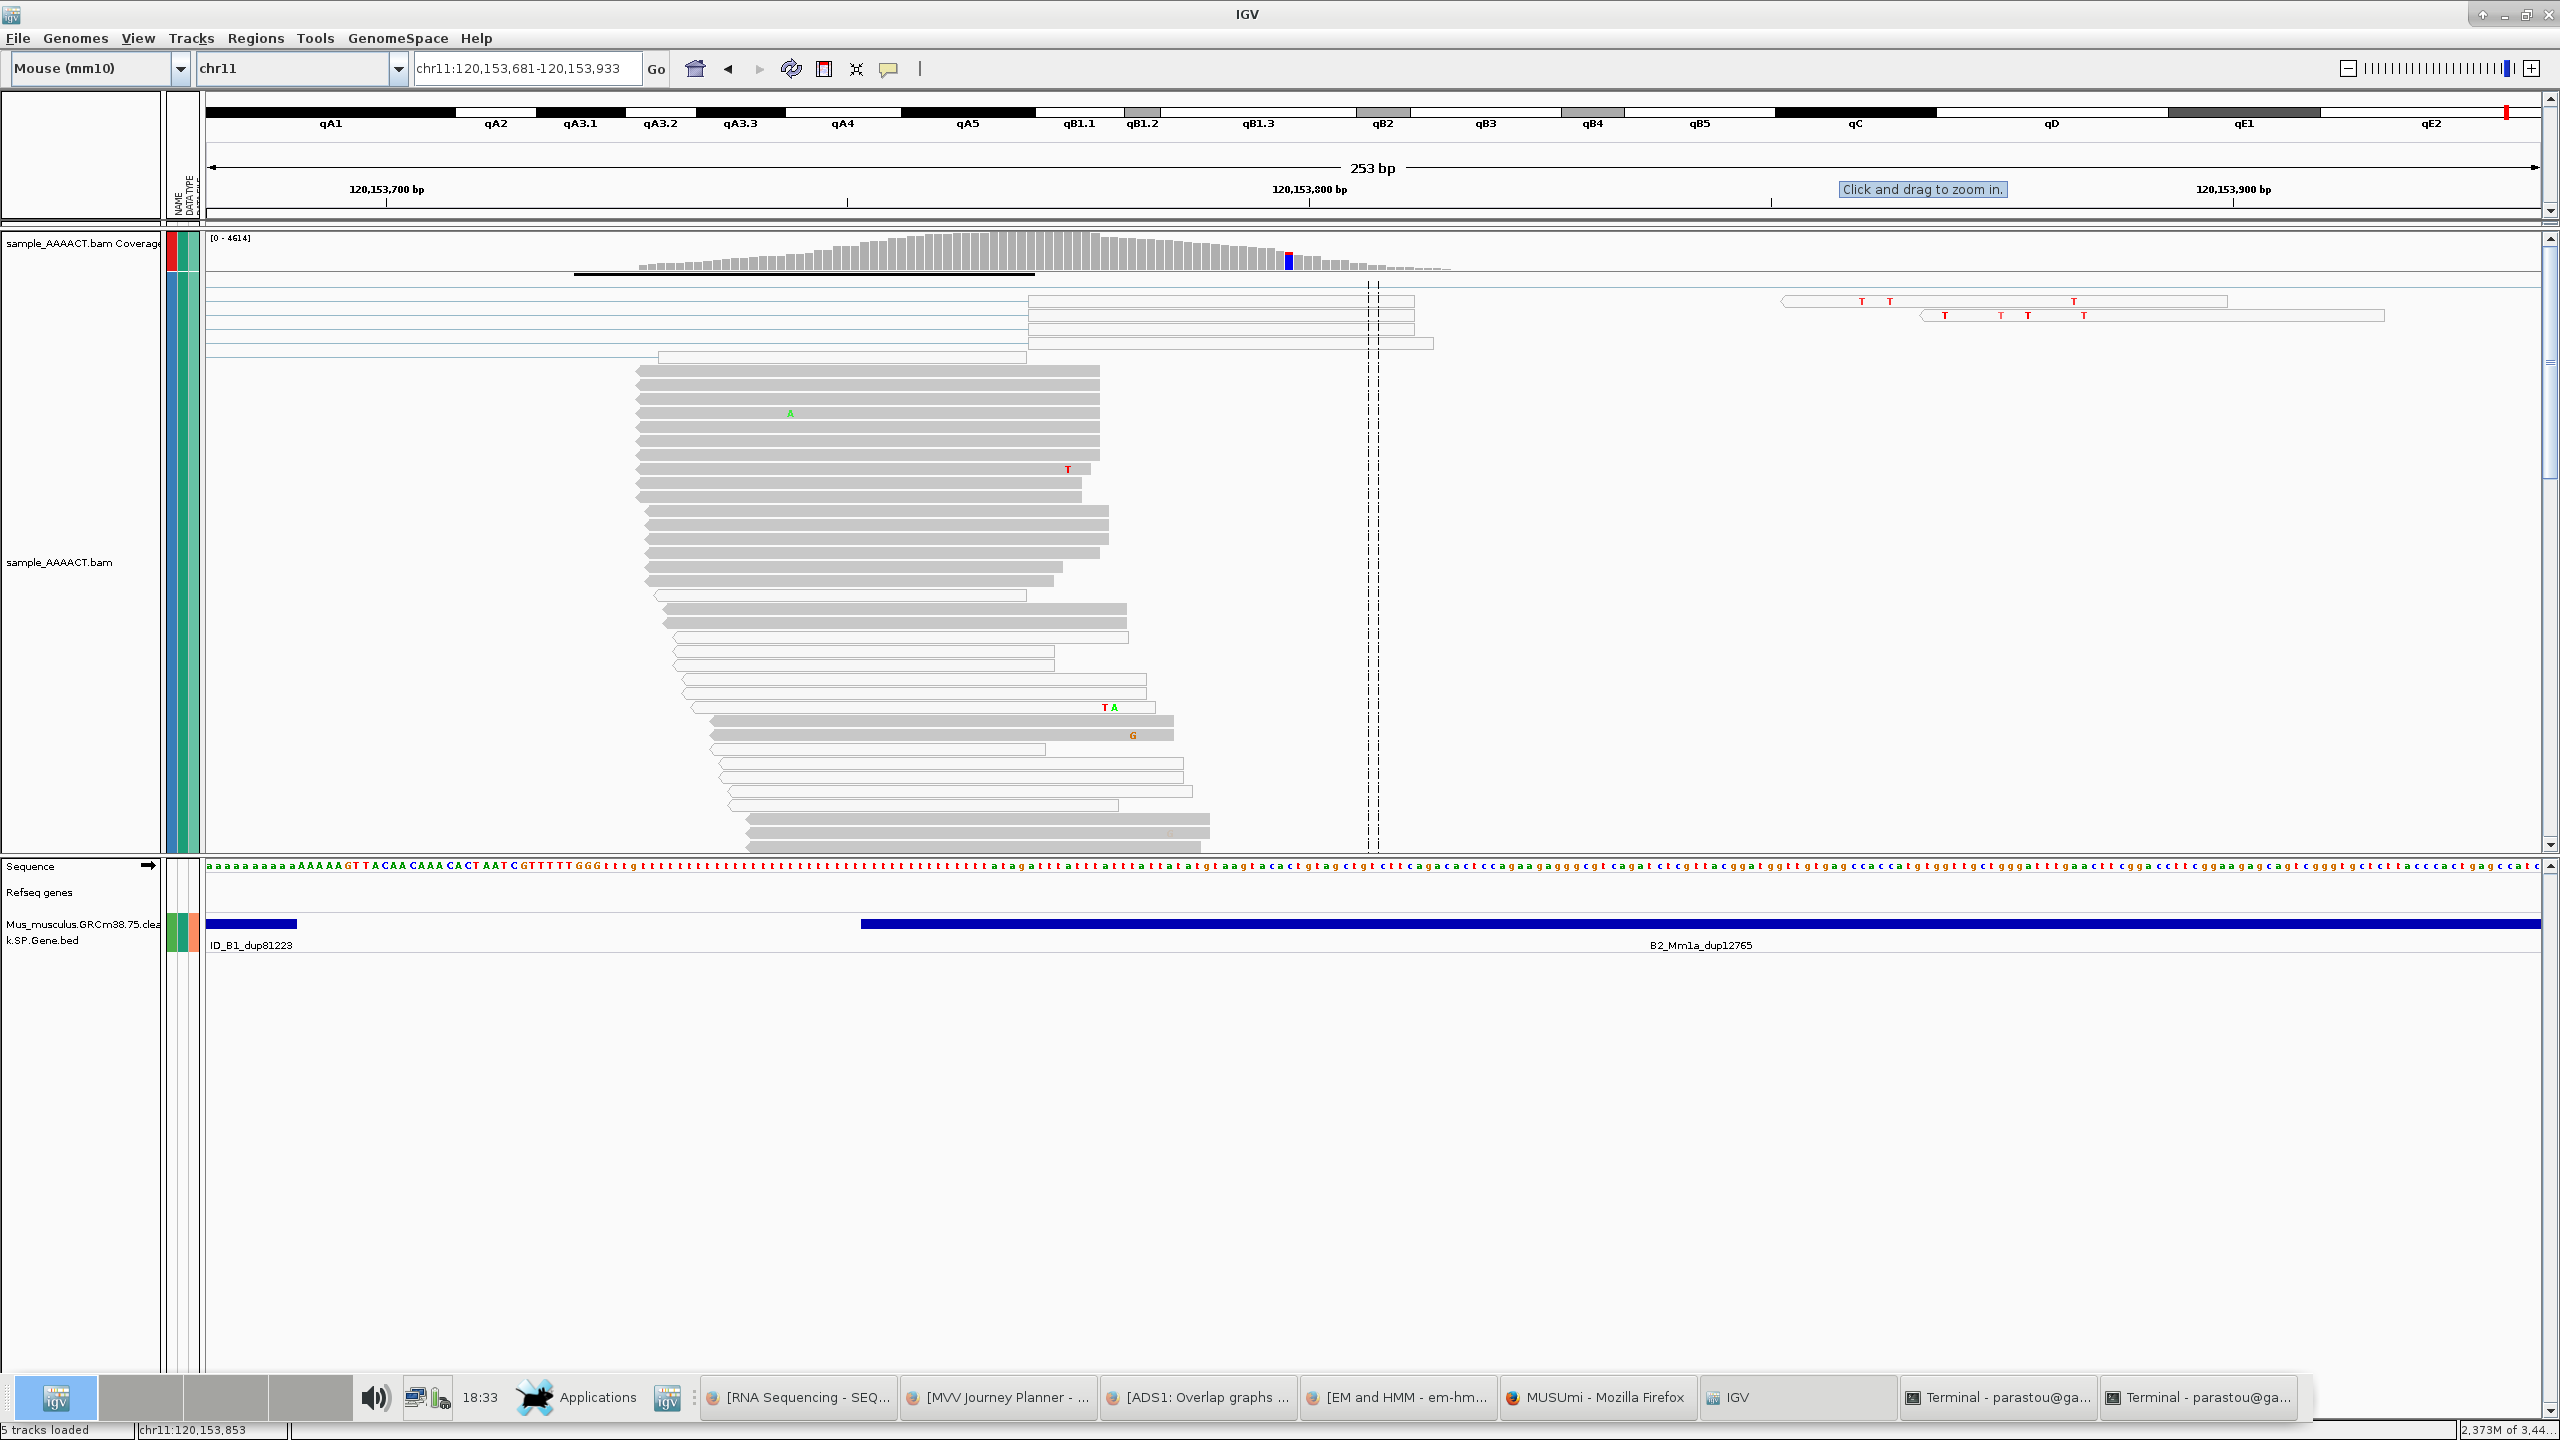 IGV
File Genomes View Tracks Regions Tools GenomeSpace Help
Mouse (mm10) chr11 chr11:120,153,681-120,153,933 Go
qA1 qA2 qA3.1 qA3.2 qA3.3 qA4 qA5 qB1.1 qB1.2 qB1.3 qB2 qB3 qB4 qB5 qC qD qE1 qE2
253 bp
120,153,700 bp 120,153,800 bp Click and drag to zoom in. 120,153,900 bp
NAME
DATA TYPE
sample_AAAACT.bam Coverage [0 - 4614]
T T T
T T T T
A
T
sample_AAAACT.bam
T A
G
Sequence
Refseq genes
Mus_musculus.GRCm38.75.clea
k.SP.Gene.bed
ID_B1_dup81223 B2_Mm1a_dup12765
igv 18:33 Applications igv [RNA Sequencing - SEQ... [MVV Journey Planner - ... [ADS1: Overlap graphs ... [EM and HMM - em-hm... MUSUmi - Mozilla Firefox IGV Terminal - parastou@ga... Terminal - parastou@ga...
5 tracks loaded chr11:120,153,853 2,373M of 3,44...